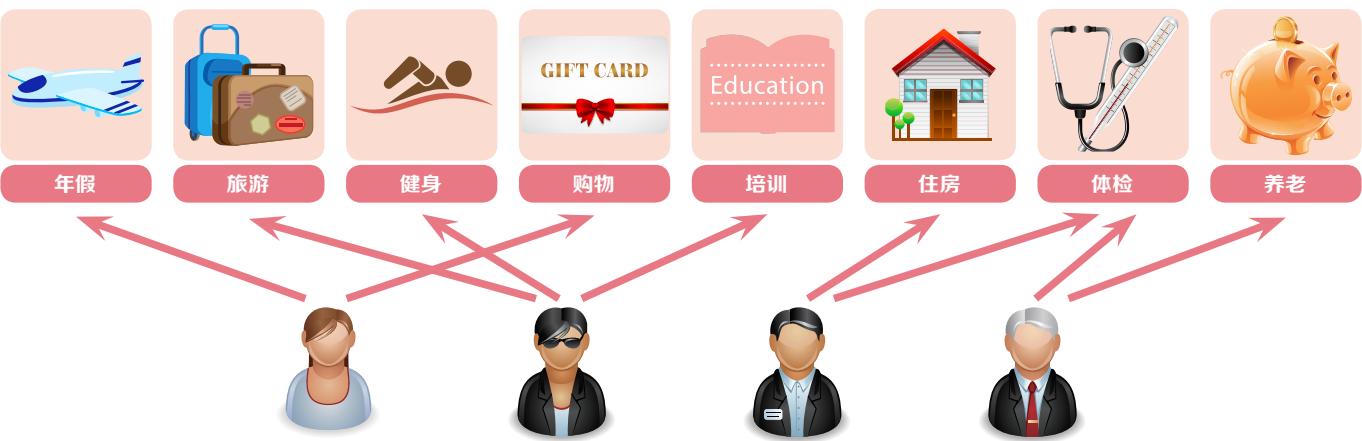 GIFT CARD
Education
年假
旅游
健身
购物
培训
住房
体检
养老